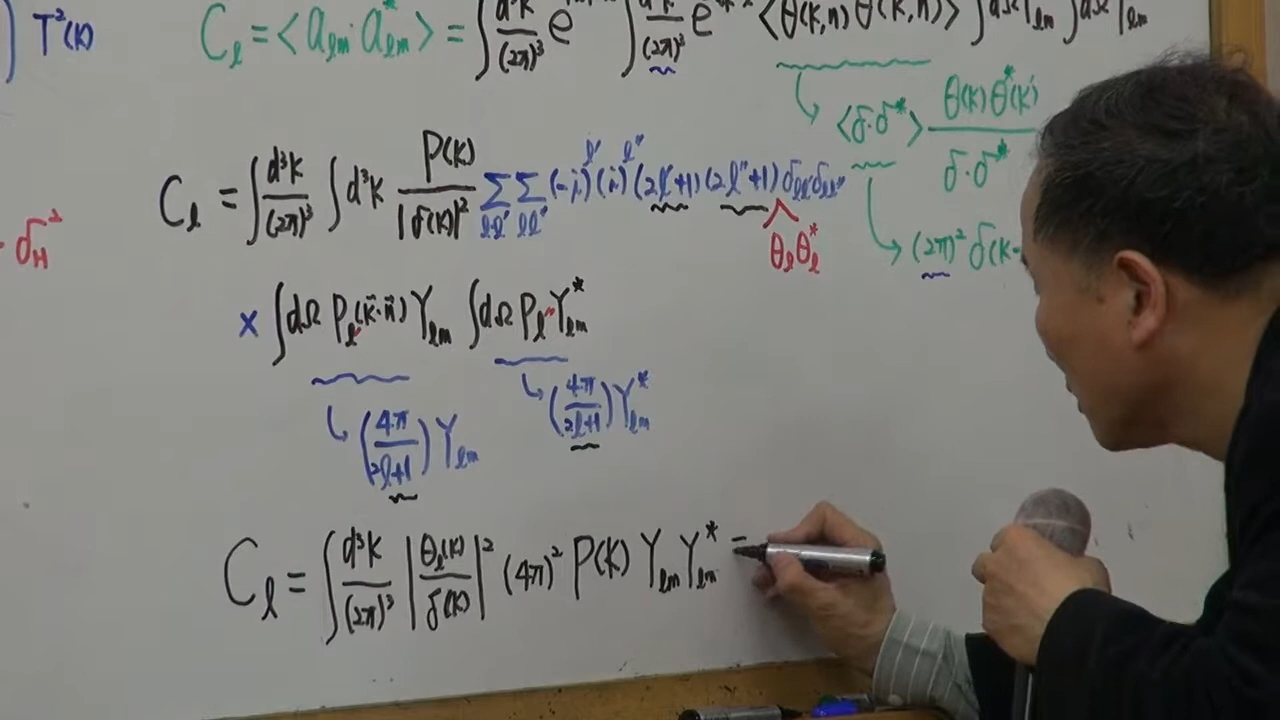 T²(k)
C_ℓ = ⟨a_ℓm a*_ℓm⟩ = ∫ d³k/(2π)³ e ∫ d³k/(2π)³ e ⟨θ(k,n) θ(k,n)⟩ ∫dΩ Y_ℓm ∫dΩ Y_ℓm
⟨δ·δ*⟩ θ(k)θ*(k')/δ·δ*
C_ℓ = ∫ d³k/(2π)³ ∫ d³k P(k)/|δ(k)|² Σ_ℓℓ' Σ_ℓℓ'' (-i)^ℓ' (i)^ℓ'' (2ℓ'+1)(2ℓ''+1) δ_ℓℓ' δ_ℓℓ''
θ_ℓ θ*_ℓ
(2π)² δ(k-
· δ_H²
× ∫dΩ P_ℓ'(k⃗·n⃗) Y_ℓm ∫dΩ P_ℓ'' Y*_ℓm
(4π/2ℓ+1) Y_ℓm
(4π/2ℓ+1) Y*_ℓm
C_ℓ = ∫ d³k/(2π)³ |θ_ℓ(k)/δ(k)|² (4π)² P(k) Y_ℓm Y*_ℓm =